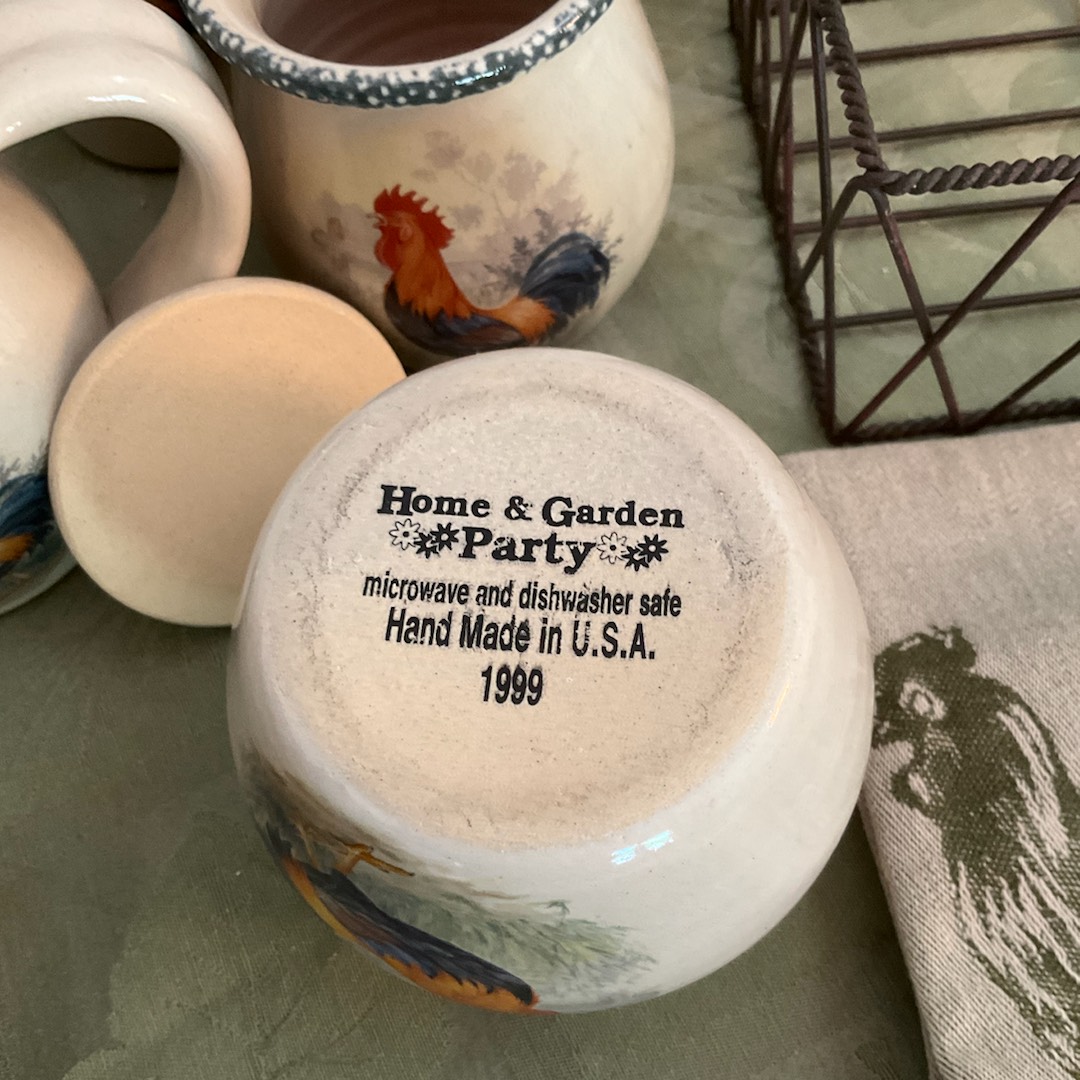 Home & Garden
Party
microwave and dishwasher safe
Hand Made in U.S.A.
1999